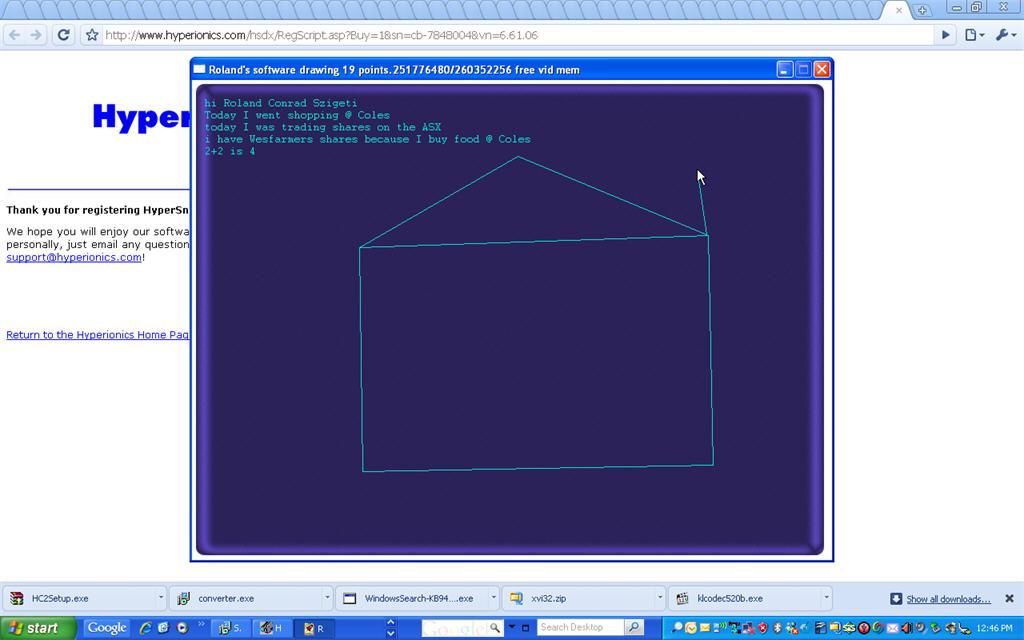 http://www.hyperionics.com/hsdx/RegScript.asp?Buy=1&sn=cb-7848004&vn=6.61.06
Roland's software drawing 19 points.251776480/260352256 free vid mem
hi Roland Conrad Szigeti
Today I went shopping @ Coles
today I was trading shares on the ASX
i have Wesfarmers shares because I buy food @ Coles
2+2 is 4
Hyper
Thank you for registering HyperSn
We hope you will enjoy our softwa
personally, just email any question
support@hyperionics.com!
Return to the Hyperionics Home Pag
HC2Setup.exe
converter.exe
WindowsSearch-KB94....exe
xvi32.zip
klcodec520b.exe
Show all downloads...
start
Google
S.
H
R
Google
Search Desktop
12:46 PM